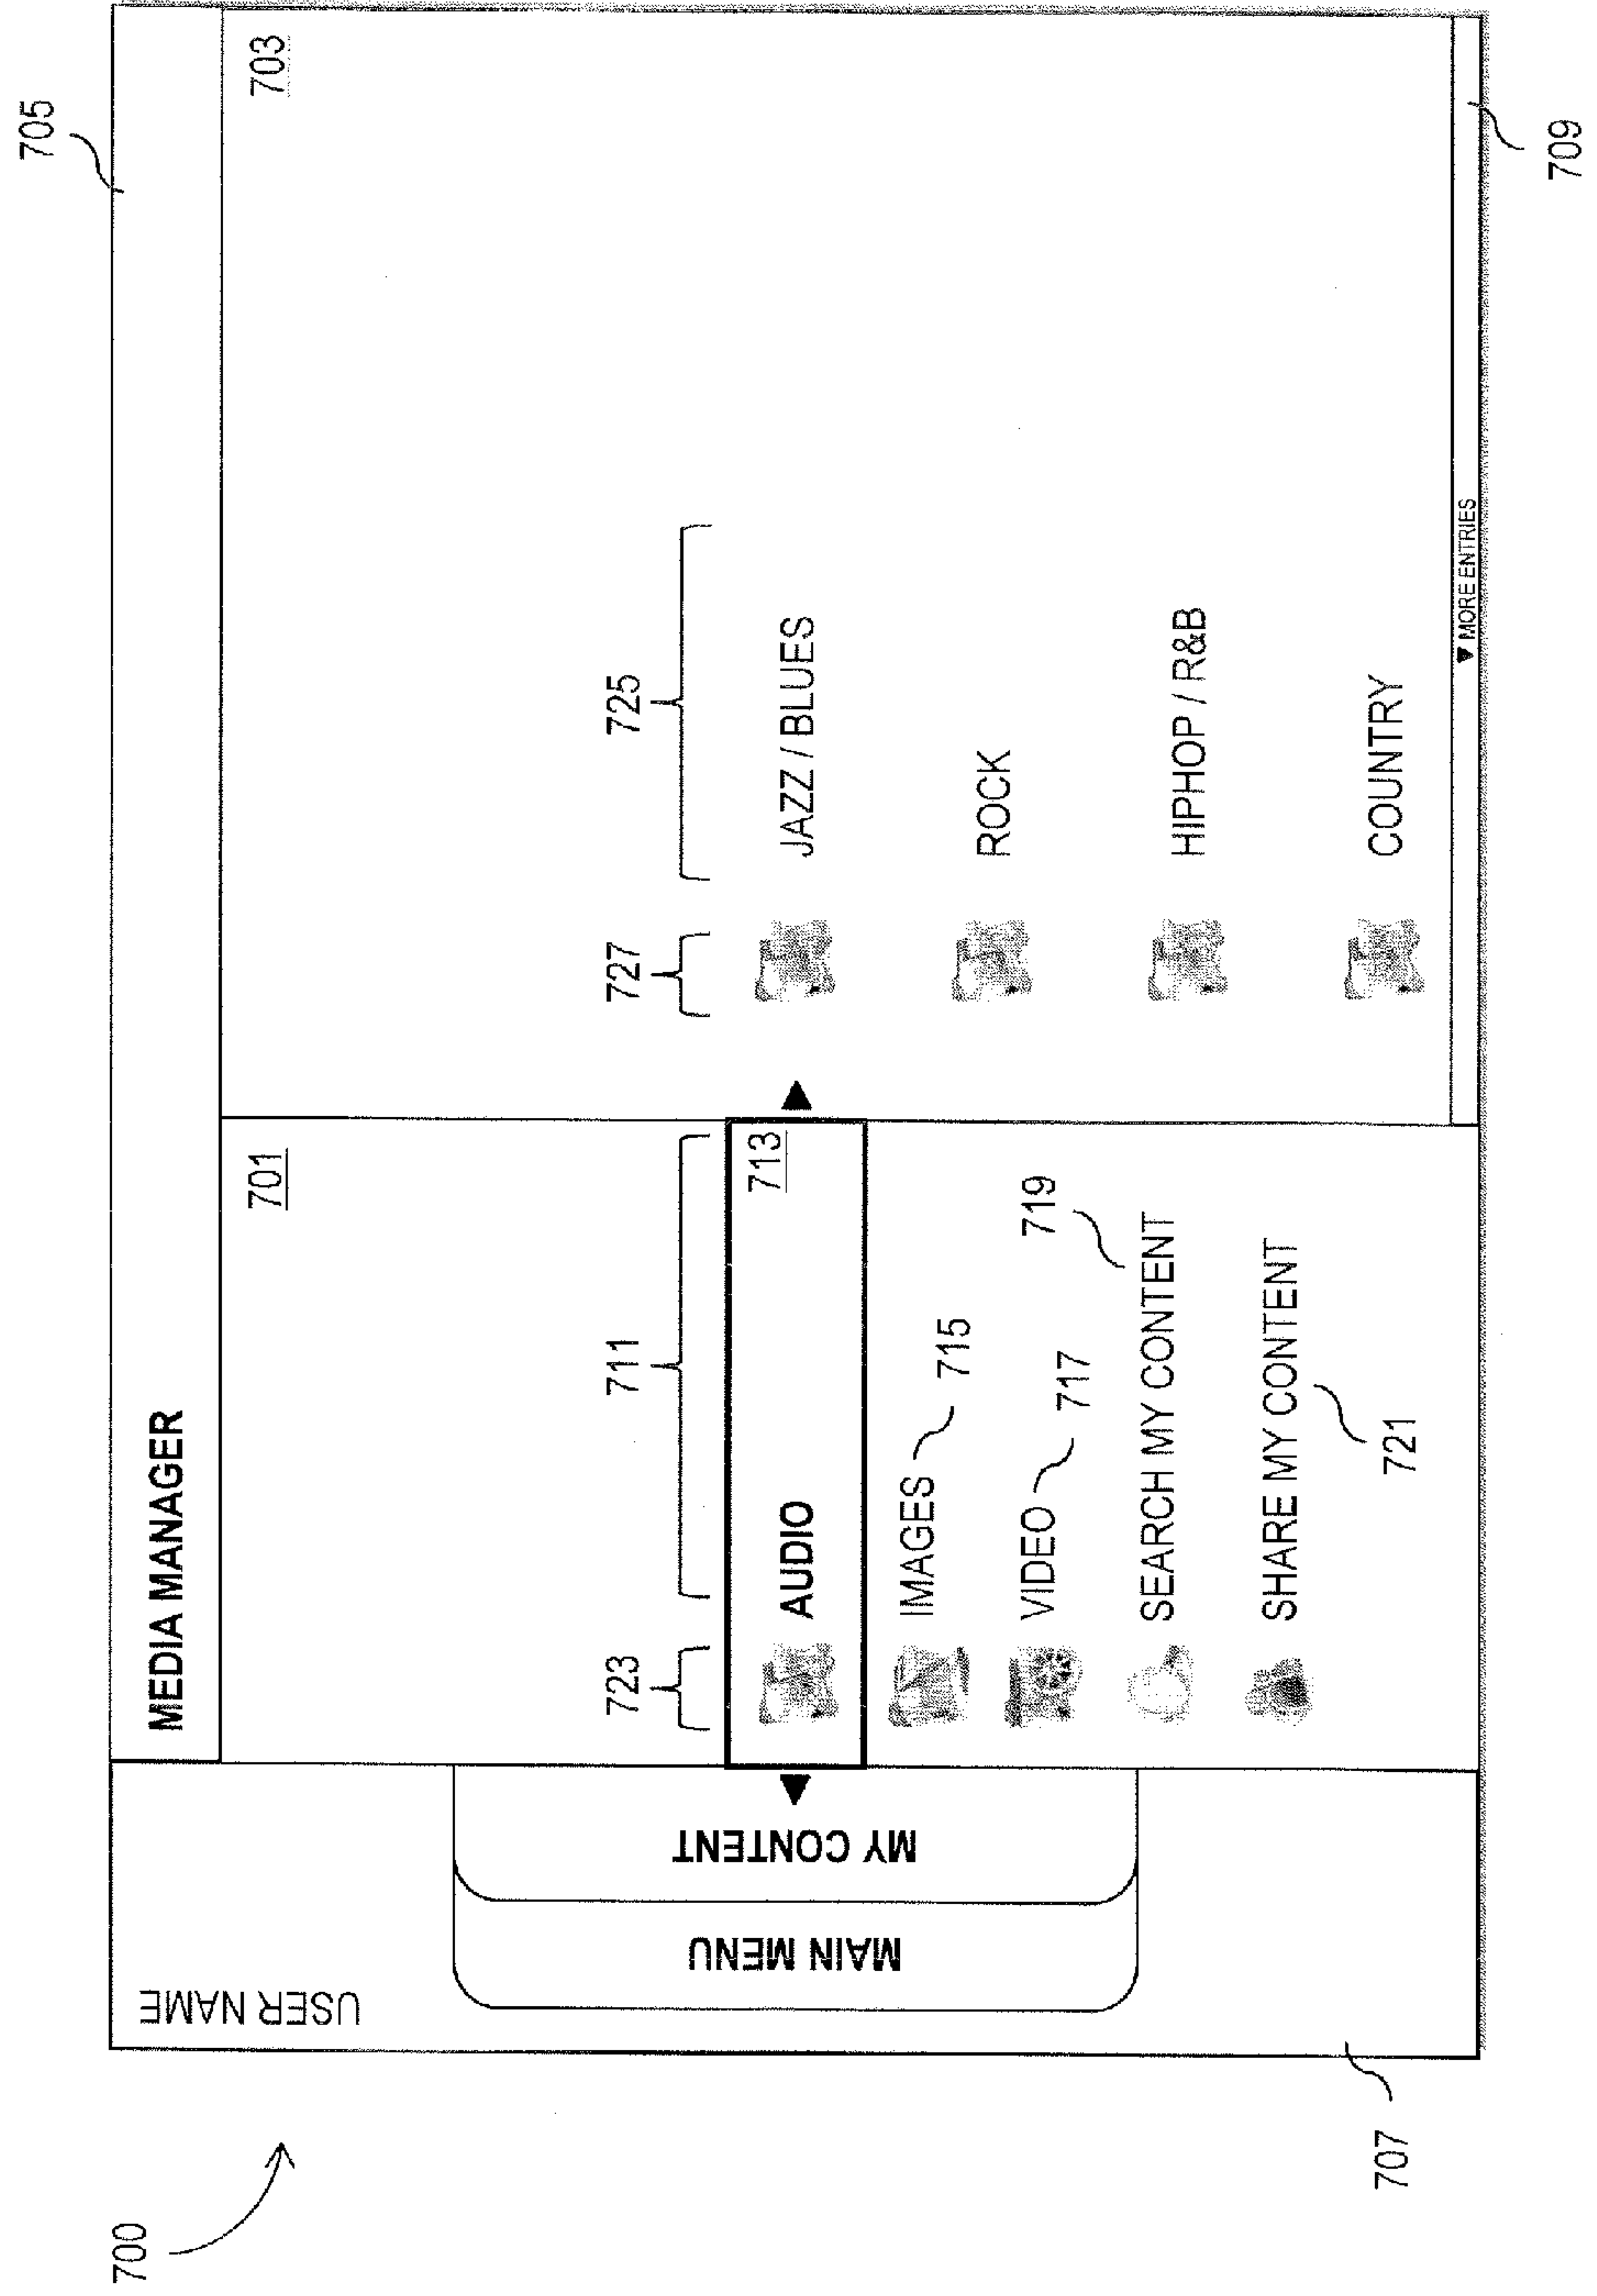 700
705
USER NAME
MEDIA MANAGER
701
703
MAIN MENU
MY CONTENT
723
711
727
725
AUDIO
713
JAZZ / BLUES
IMAGES
715
ROCK
VIDEO
717
719
SEARCH MY CONTENT
HIPHOP / R&B
SHARE MY CONTENT
721
COUNTRY
▼ MORE ENTRIES
707
709